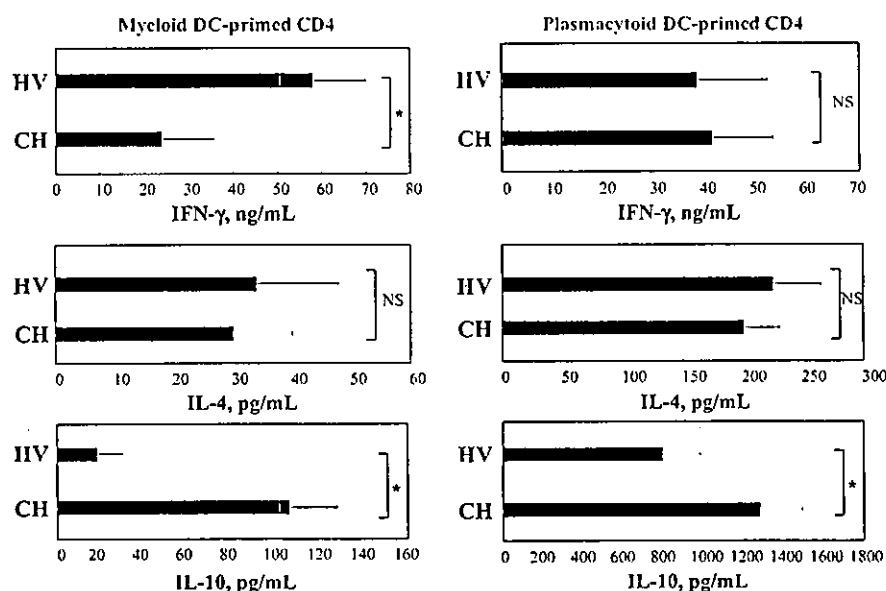 Myeloid DC-primed CD4
HV
CH
*
0 10 20 30 40 50 60 70 80
IFN-γ, ng/mL
Plasmacytoid DC-primed CD4
HV
CH
NS
0 10 20 30 40 50 60 70
IFN-γ, ng/mL
HV
CH
NS
0 10 20 30 40 50 60
IL-4, pg/mL
HV
CH
NS
0 50 100 150 200 250 300
IL-4, pg/mL
HV
CH
*
0 20 40 60 80 100 120 140 160
IL-10, pg/mL
HV
CH
*
0 200 400 600 800 1000 1200 1400 1600 1800
IL-10, pg/mL